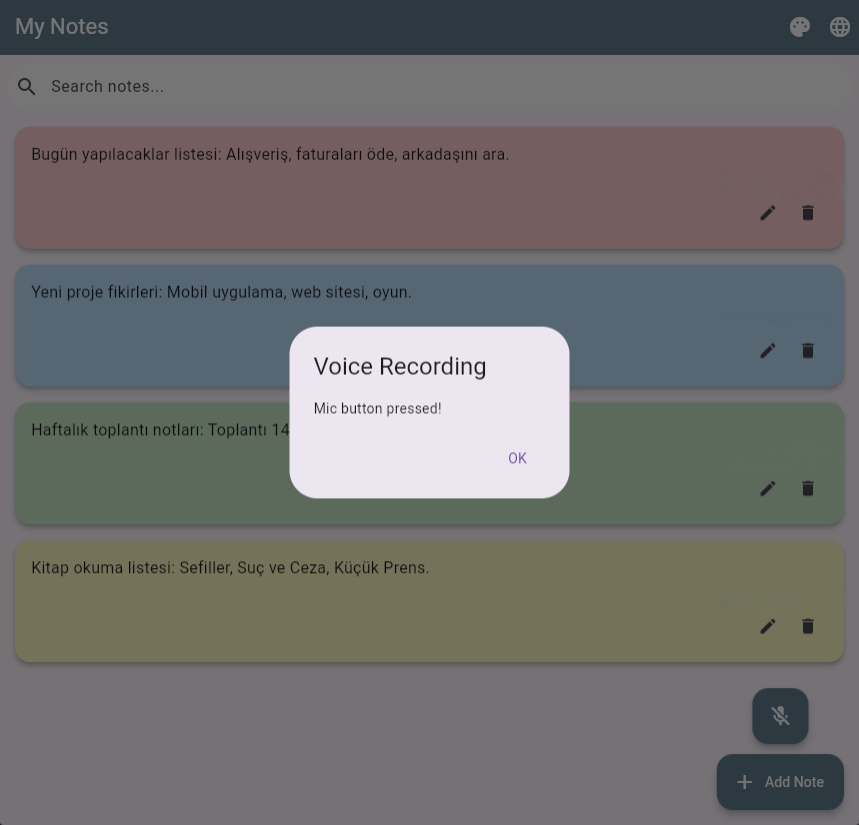 My Notes
Search notes...
Bugün yapılacaklar listesi: Alışveriş, faturaları öde, arkadaşını ara.
Yeni proje fikirleri: Mobil uygulama, web sitesi, oyun.
Voice Recording
Mic button pressed!
OK
Haftalık toplantı notları: Toplantı 14
Kitap okuma listesi: Sefiller, Suç ve Ceza, Küçük Prens.
Add Note